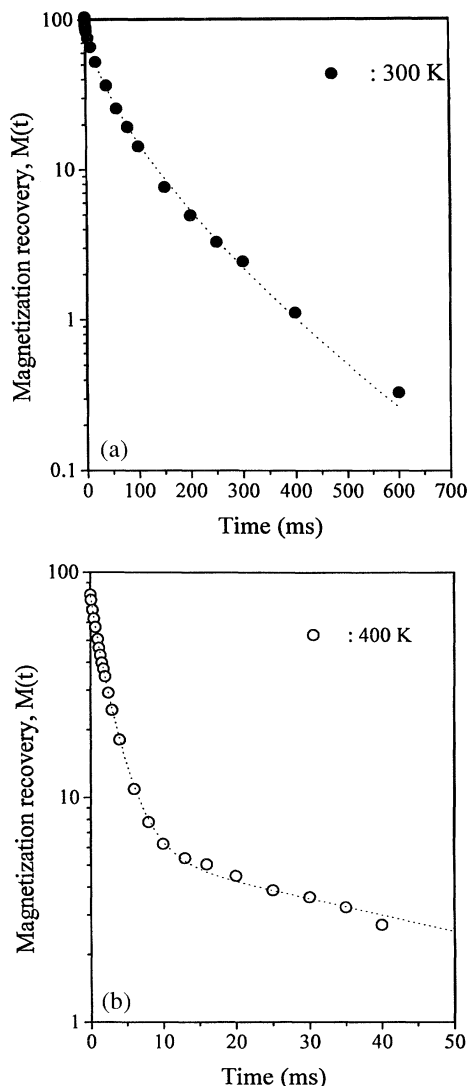 100
10
1
0.1
Magnetization recovery, M(t)
: 300 K
(a)
0 100 200 300 400 500 600 700
Time (ms)
100
10
1
Magnetization recovery, M(t)
: 400 K
(b)
0 10 20 30 40 50
Time (ms)